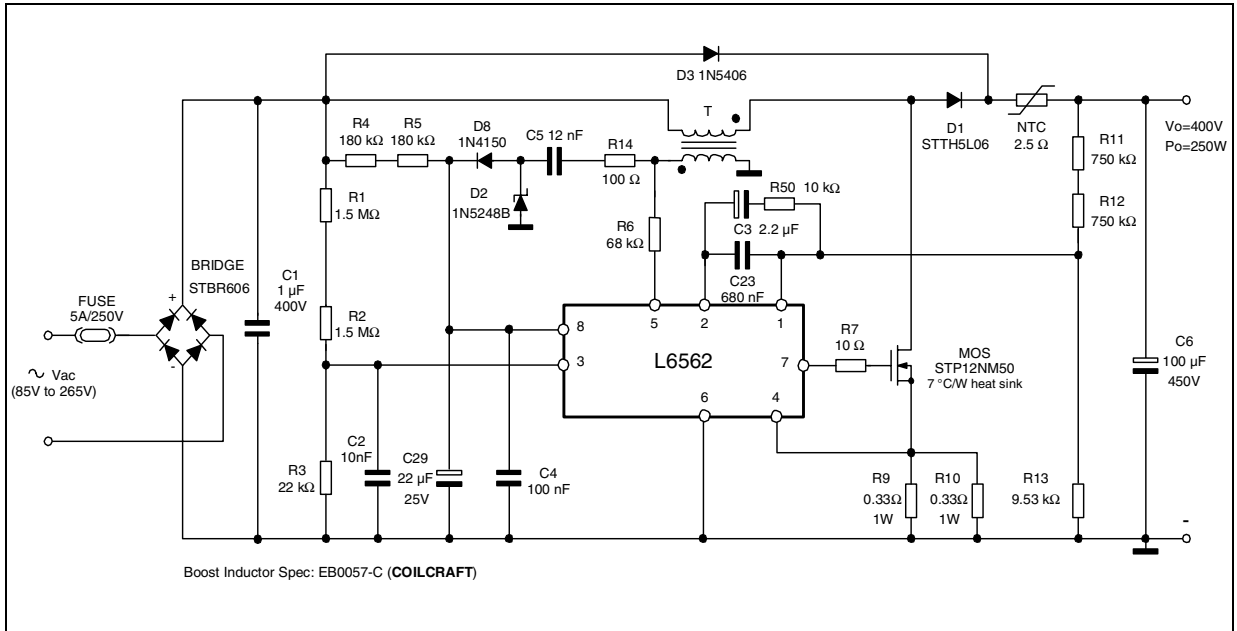 D3 1N5406
T
R4
180 kΩ
R5
180 kΩ
D8
1N4150
C5 12 nF
R14
100 Ω
D1
STTH5L06
NTC
2.5 Ω
Vo=400V
Po=250W
R11
750 kΩ
R12
750 kΩ
R1
1.5 MΩ
D2
1N5248B
R6
68 kΩ
R50 10 kΩ
C3 2.2 µF
C23
680 nF
BRIDGE
STBR606
+
-
FUSE
5A/250V
C1
1 µF
400V
R2
1.5 MΩ
5
2
1
8
3
L6562
7
6
4
R7
10 Ω
MOS
STP12NM50
7 °C/W heat sink
C6
100 µF
450V
~ Vac
(85V to 265V)
R3
22 kΩ
C2
10nF
C29
22 µF
25V
C4
100 nF
R9
0.33Ω
1W
R10
0.33Ω
1W
R13
9.53 kΩ
-
Boost Inductor Spec: EB0057-C (COILCRAFT)